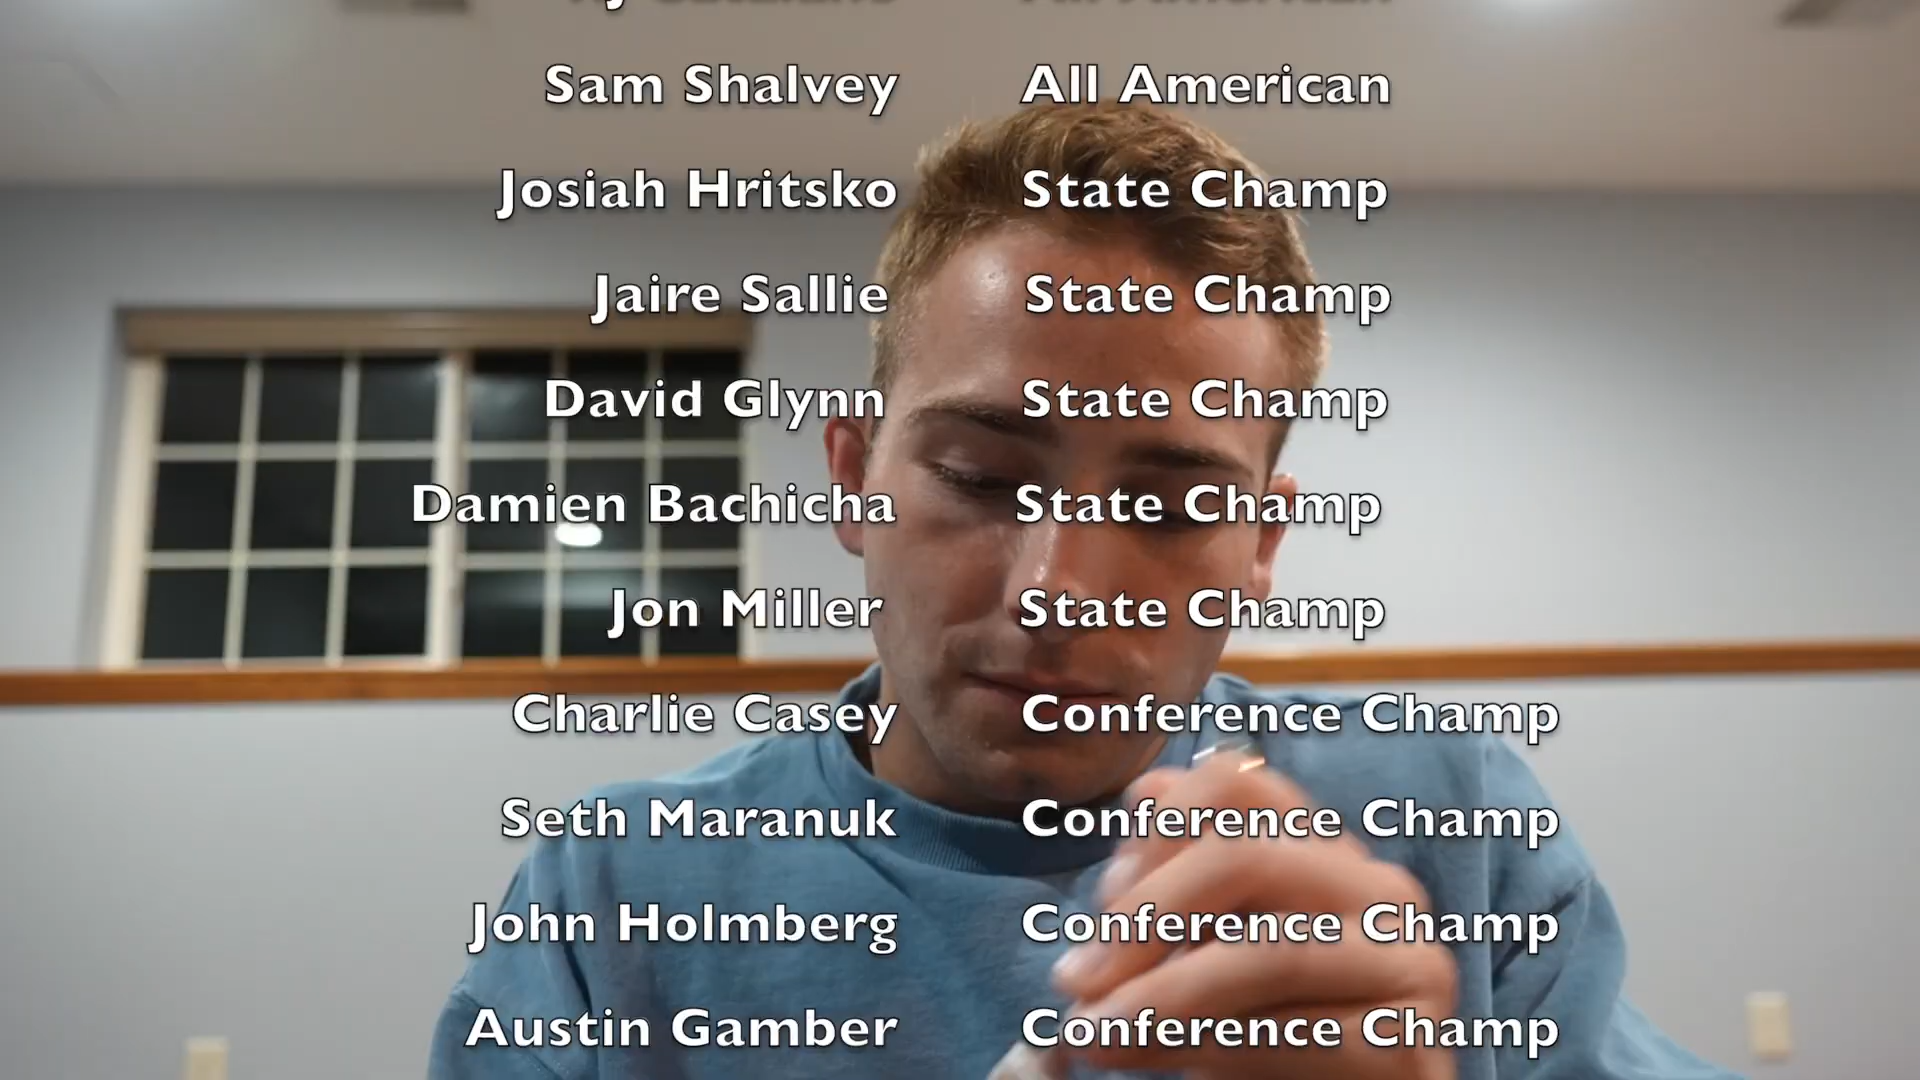 All American
Sam Shalvey All American
Josiah Hritsko State Champ
Jaire Sallie State Champ
David Glynn State Champ
Damien Bachicha State Champ
Jon Miller State Champ
Charlie Casey Conference Champ
Seth Maranuk Conference Champ
John Holmberg Conference Champ
Austin Gamber Conference Champ